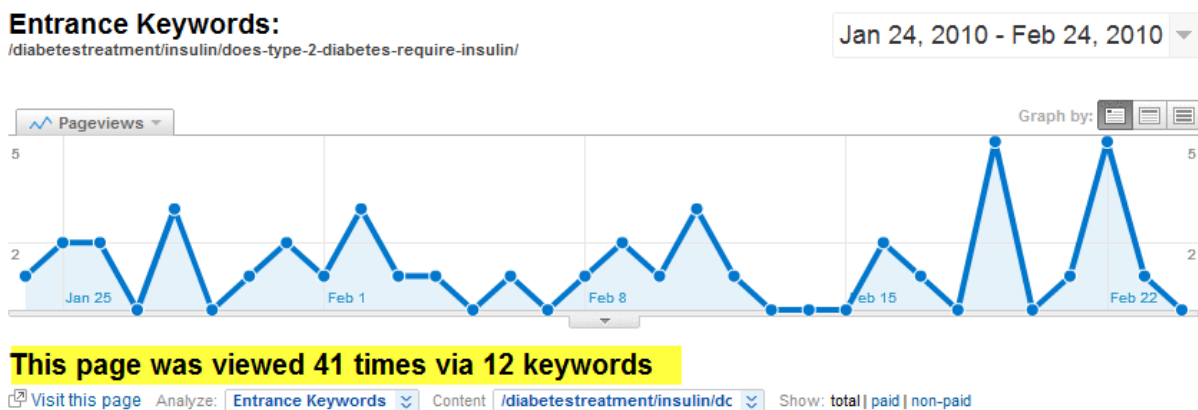 Entrance Keywords:
/diabetestreatment/insulin/does-type-2-diabetes-require-insulin/
Jan 24, 2010 - Feb 24, 2010
Pageviews
Graph by:
5 5
2 2
Jan 25 Feb 1 Feb 8 Feb 15 Feb 22
This page was viewed 41 times via 12 keywords
Visit this page Analyze: Entrance Keywords Content /diabetestreatment/insulin/dc Show: total | paid | non-paid